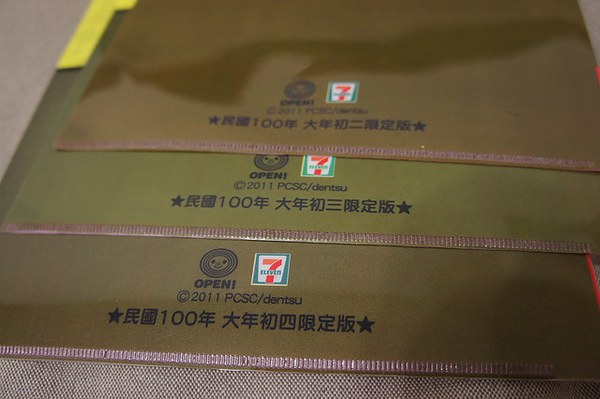 OPEN! 7 ELEVEN
©2011 PCSC/dentsu
★民國100年 大年初二限定版★
OPEN! 7 ELEVEN
©2011 PCSC/dentsu
★民國100年 大年初三限定版★
OPEN! 7 ELEVEN
©2011 PCSC/dentsu
★民國100年 大年初四限定版★